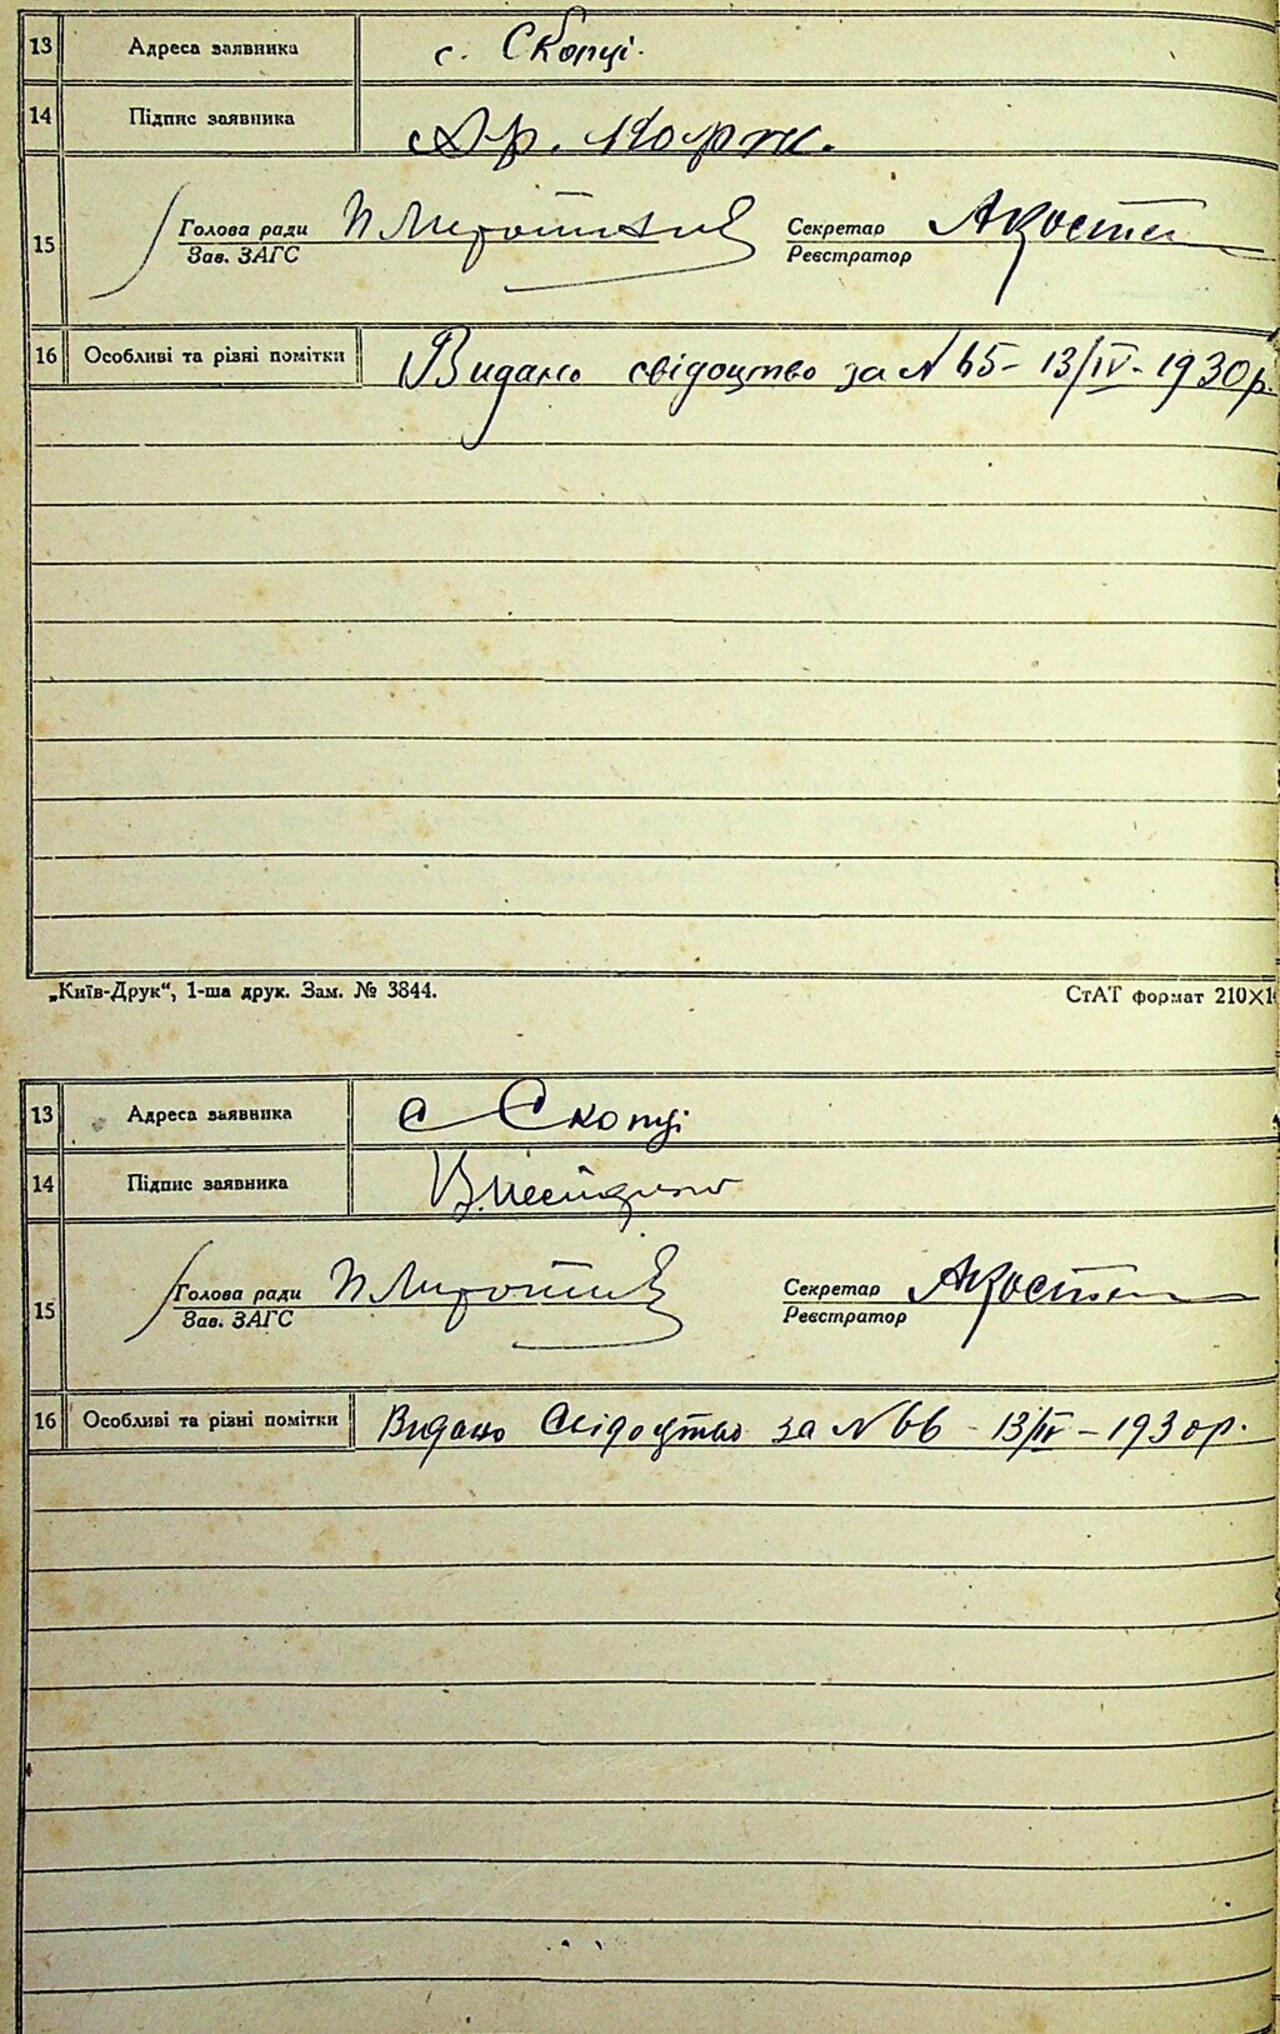 13 Адреса заявника с. Скопці.
14 Підпис заявника
15 Голова ради Секретар
Зав. ЗАГС Реєстратор
16 Особливі та різні помітки Видано свідоцтво за N 65 - 13/IV - 1930 р.
„Київ-Друк“, 1-ша друк. Зам. № 3844. СтАТ формат 210×1
13 Адреса заявника с Скопці
14 Підпис заявника
15 Голова ради Секретар
Зав. ЗАГС Реєстратор
16 Особливі та різні помітки Видано Свідоцтво за N 66 - 13/IV - 1930 р.